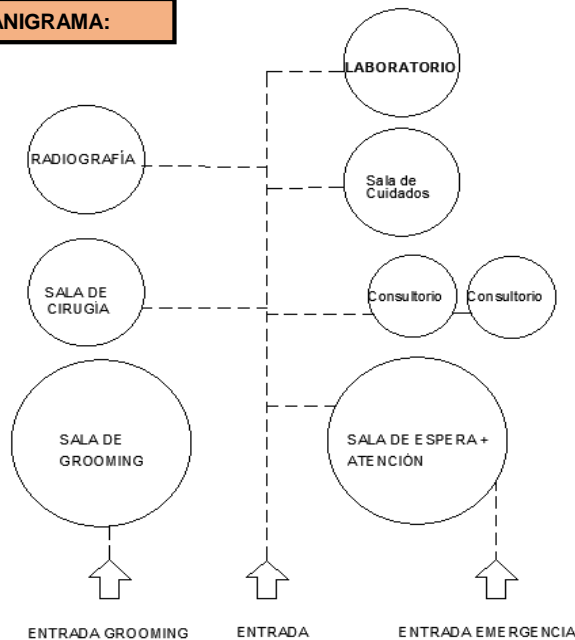 ANIGRAMA:
LABORATORIO
RADIOGRAFÍA
Sala de
Cuidados
SALA DE
CIRUGÌA
Consultorio
Consultorio
SALA DE
GROOMING
SALA DE ESPERA +
ATENCIÓN
ENTRADA GROOMING
ENTRADA
ENTRADA EMERGENCIA